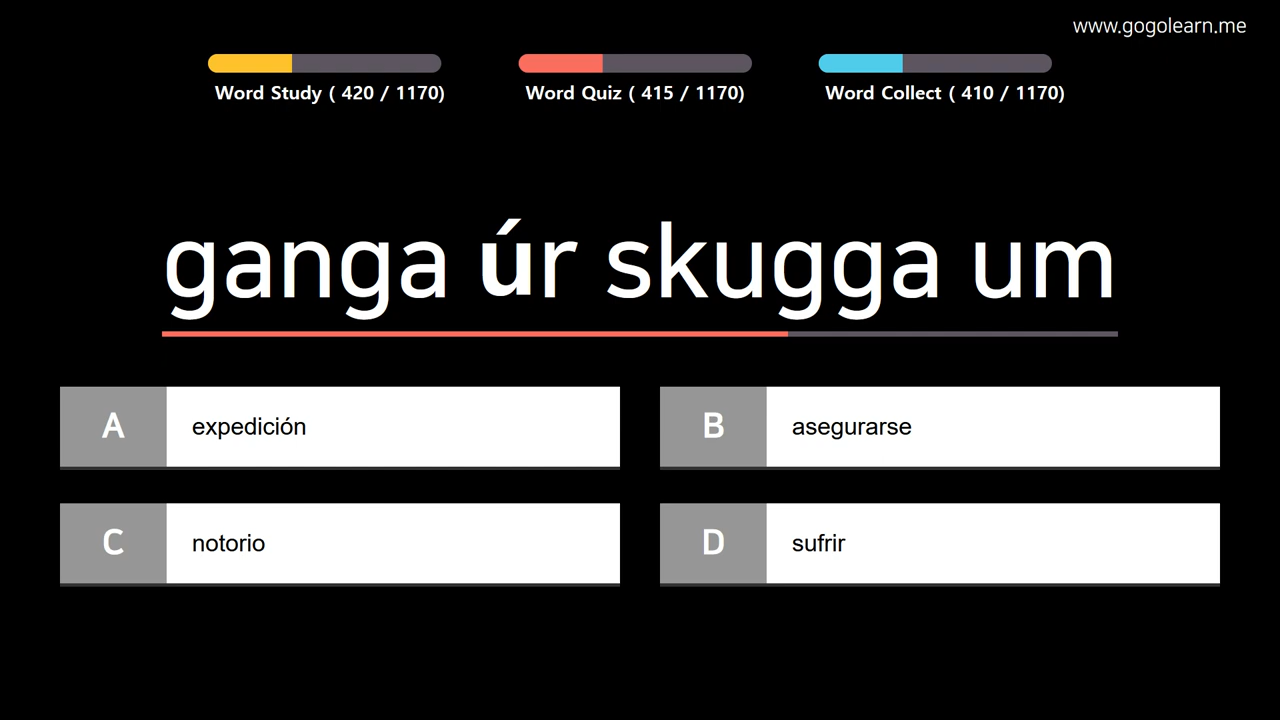 www.gogolearn.me
Word Study ( 420 / 1170)
Word Quiz ( 415 / 1170)
Word Collect ( 410 / 1170)
ganga úr skugga um
A expedición
B asegurarse
C notorio
D sufrir